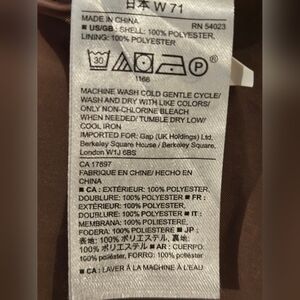 日本 W 71
MADE IN CHINA RN 54023
■ US/GB: SHELL: 100% POLYESTER,
LINING: 100% POLYESTER
30 P
1166
MACHINE WASH COLD GENTLE CYCLE/
WASH AND DRY WITH LIKE COLORS/
ONLY NON-CHLORINE BLEACH
WHEN NEEDED/ TUMBLE DRY LOW/
COOL IRON
IMPORTED FOR: Gap (UK Holdings) Ltd,
Berkeley Square House / Berkeley Square,
London W1J 6BS
CA 17897
FABRIQUÉ EN CHINE/ HECHO EN
CHINA
■ CA: EXTÉRIEUR: 100% POLYESTER,
DOUBLURE: 100% POLYESTER ■ FR:
EXTÉRIEUR: 100% POLYESTER,
DOUBLURE: 100% POLYESTER ■ IT:
MEMBRANA: 100% POLIESTERE,
FODERA: 100% POLIESTERE ■ JP:
表地: 100% ポリエステル, 裏地:
100% ポリエステル ■ AR: CUERPO:
100% poliéster, FORRO: 100% poliéster
■ CA: LAVER À LA MACHINE À L'EAU